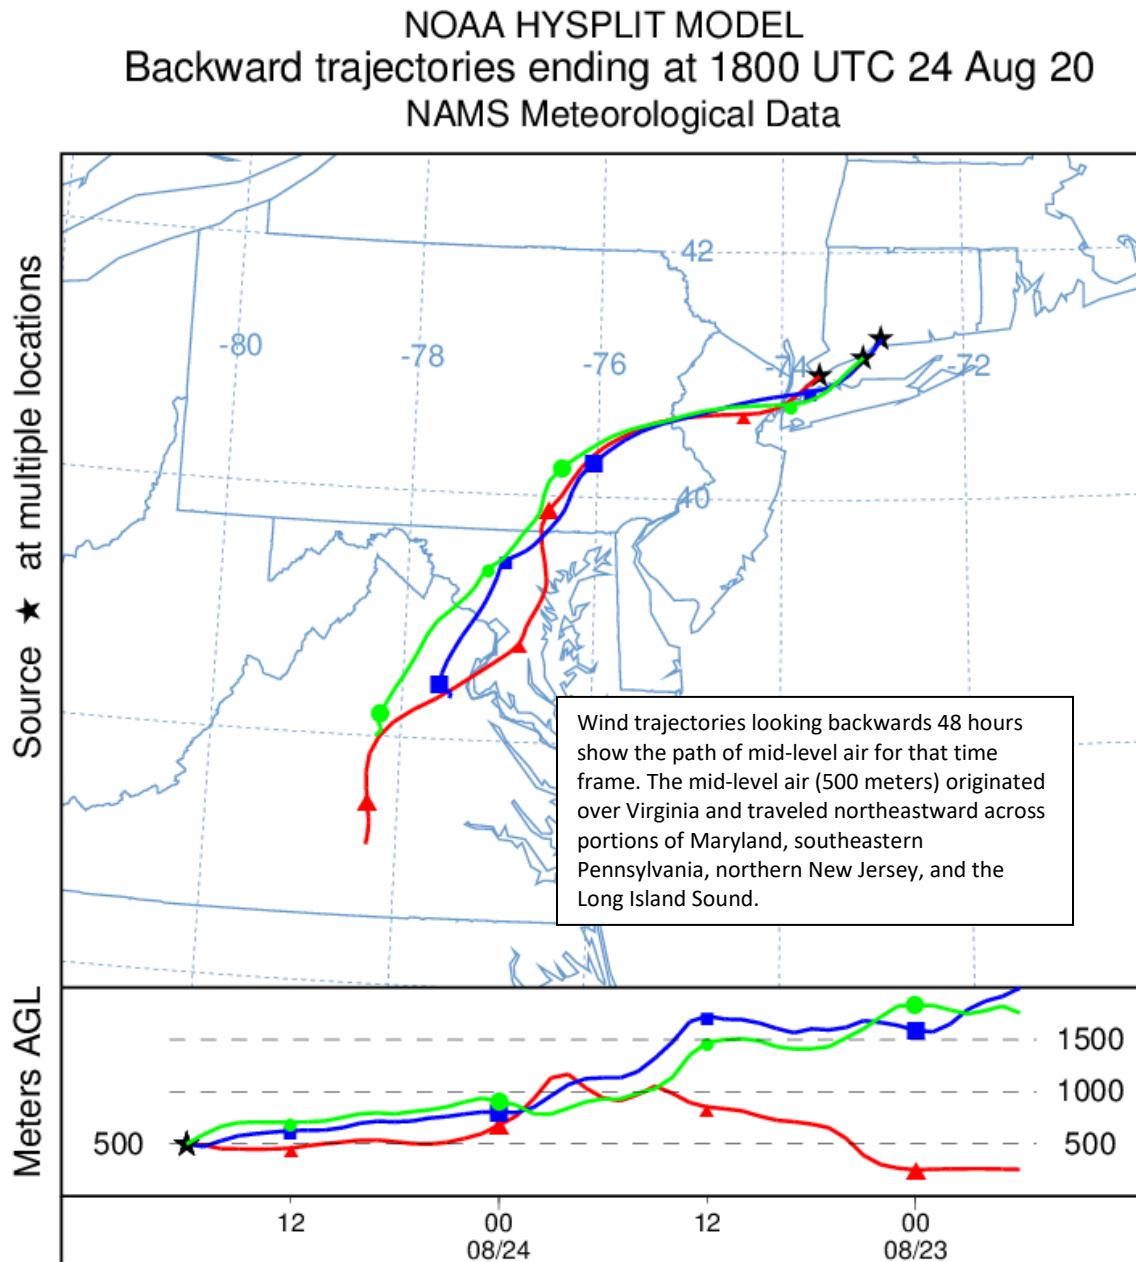 NOAA HYSPLIT MODEL
Backward trajectories ending at 1800 UTC 24 Aug 20
NAMS Meteorological Data
Source ★ at multiple locations
42
-80
-78
-76
-74
-72
40
Wind trajectories looking backwards 48 hours
show the path of mid-level air for that time
frame. The mid-level air (500 meters) originated
over Virginia and traveled northeastward across
portions of Maryland, southeastern
Pennsylvania, northern New Jersey, and the
Long Island Sound.
Meters AGL
1500
1000
500
500
12
00
12
00
08/24
08/23